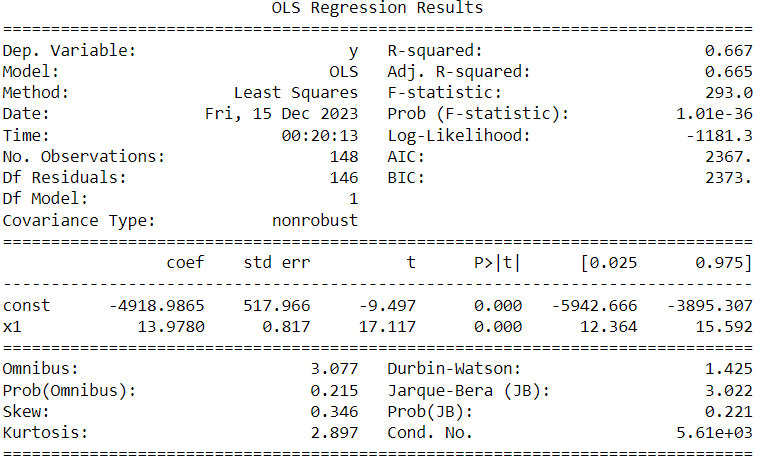 OLS Regression Results
==============================================================================
Dep. Variable:                      y   R-squared:                       0.667
Model:                            OLS   Adj. R-squared:                  0.665
Method:                 Least Squares   F-statistic:                     293.0
Date:                Fri, 15 Dec 2023   Prob (F-statistic):           1.01e-36
Time:                        00:20:13   Log-Likelihood:                -1181.3
No. Observations:                 148   AIC:                             2367.
Df Residuals:                     146   BIC:                             2373.
Df Model:                           1
Covariance Type:            nonrobust
==============================================================================
                 coef    std err          t      P>|t|      [0.025      0.975]
------------------------------------------------------------------------------
const      -4918.9865    517.966     -9.497      0.000   -5942.666   -3895.307
x1            13.9780      0.817     17.117      0.000      12.364      15.592
==============================================================================
Omnibus:                        3.077   Durbin-Watson:                   1.425
Prob(Omnibus):                  0.215   Jarque-Bera (JB):                3.022
Skew:                           0.346   Prob(JB):                        0.221
Kurtosis:                       2.897   Cond. No.                     5.61e+03
==============================================================================